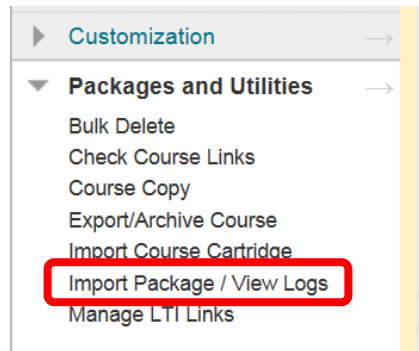 Customization
Packages and Utilities
Bulk Delete
Check Course Links
Course Copy
Export/Archive Course
Import Course Cartridge
Import Package / View Logs
Manage LTI Links